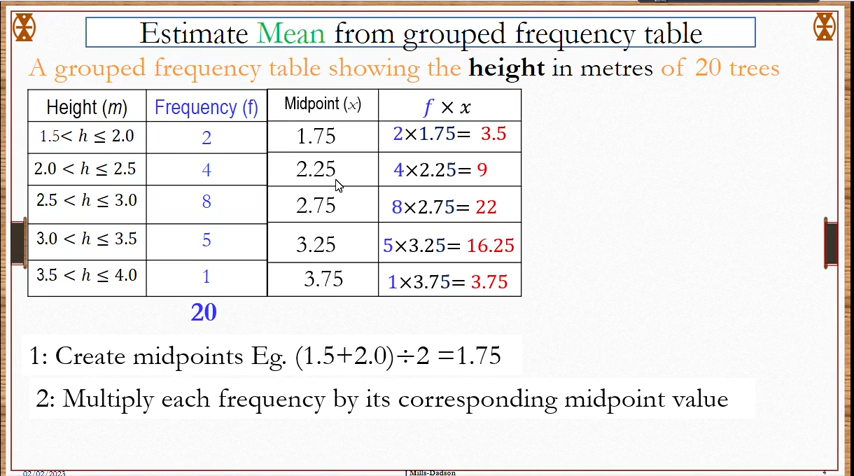 Estimate Mean from grouped frequency table
A grouped frequency table showing the height in metres of 20 trees
Height (m) Frequency (f) Midpoint (x) f × x
1.5< h ≤ 2.0 2 1.75 2×1.75= 3.5
2.0 < h ≤ 2.5 4 2.25 4×2.25= 9
2.5 < h ≤ 3.0 8 2.75 8×2.75= 22
3.0 < h ≤ 3.5 5 3.25 5×3.25= 16.25
3.5 < h ≤ 4.0 1 3.75 1×3.75= 3.75
20
1: Create midpoints Eg. (1.5+2.0)÷2 =1.75
2: Multiply each frequency by its corresponding midpoint value
02/02/2023 J Mills-Dadson 4